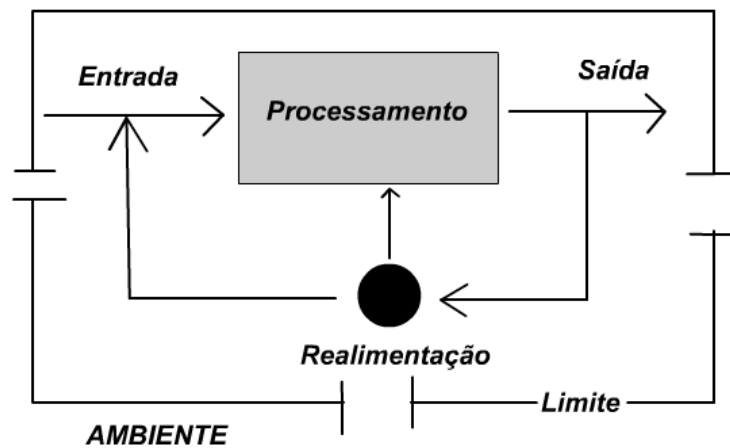 Entrada
Saída
Processamento
Realimentação
Limite
AMBIENTE